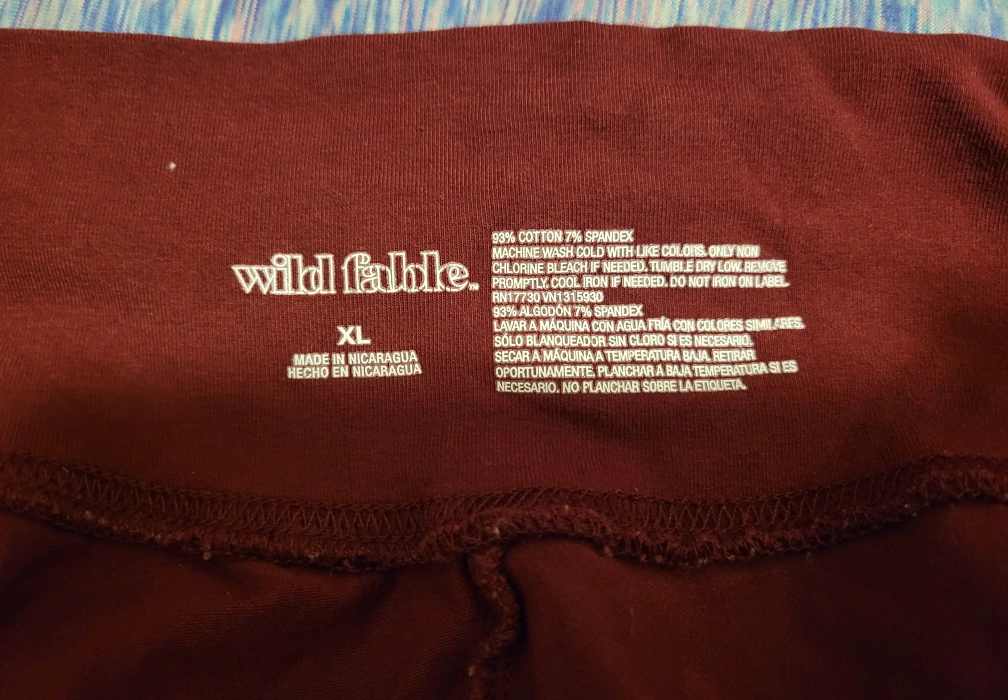 wild fable™
XL
MADE IN NICARAGUA
HECHO EN NICARAGUA
93% COTTON 7% SPANDEX
MACHINE WASH COLD WITH LIKE COLORS. ONLY NON
CHLORINE BLEACH IF NEEDED. TUMBLE DRY LOW. REMOVE
PROMPTLY. COOL IRON IF NEEDED. DO NOT IRON ON LABEL.
RN17730 VN1315930
93% ALGODÓN 7% SPANDEX
LAVAR A MÁQUINA CON AGUA FRÍA CON COLORES SIMILARES.
SÓLO BLANQUEADOR SIN CLORO SI ES NECESARIO.
SECAR A MÁQUINA A TEMPERATURA BAJA. RETIRAR
OPORTUNAMENTE. PLANCHAR A BAJA TEMPERATURA SI ES
NECESARIO. NO PLANCHAR SOBRE LA ETIQUETA.